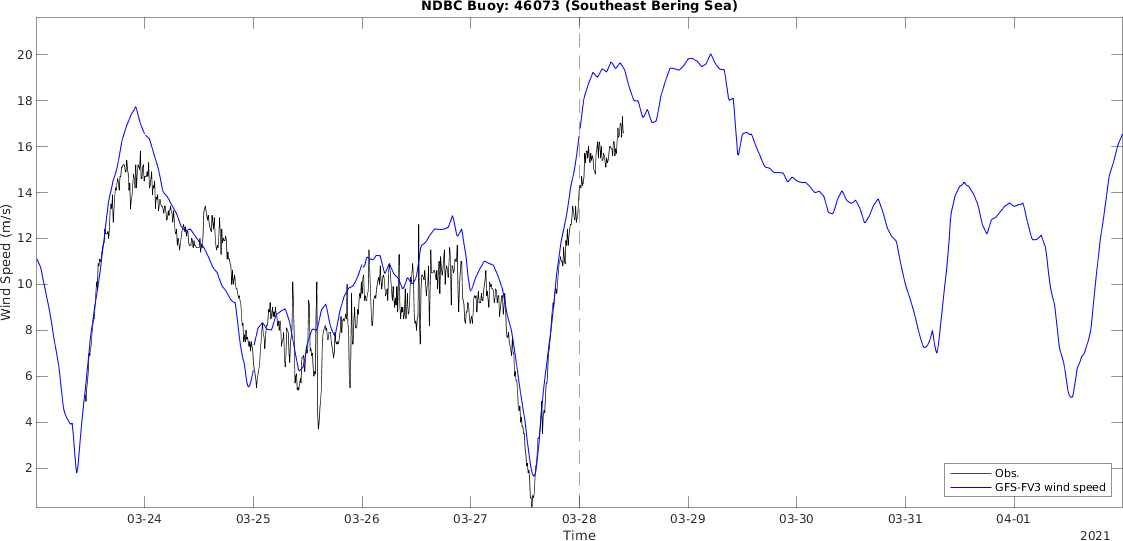 NDBC Buoy: 46073 (Southeast Bering Sea)
20
18
16
14
12
10
8
6
4
2
Wind Speed (m/s)
03-24 03-25 03-26 03-27 03-28 03-29 03-30 03-31 04-01
Time
2021
Obs.
GFS-FV3 wind speed